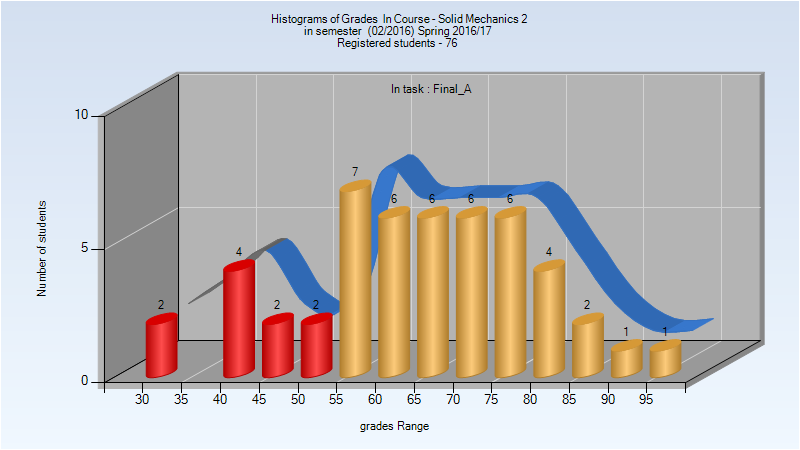 Histograms of Grades In Course - Solid Mechanics 2
in semester (02/2016) Spring 2016/17
Registered students - 76
In task : Final_A
10
5
0
Number of students
2
4
2
2
7
6
6
6
6
4
2
1
1
30 35 40 45 50 55 60 65 70 75 80 85 90 95
grades Range